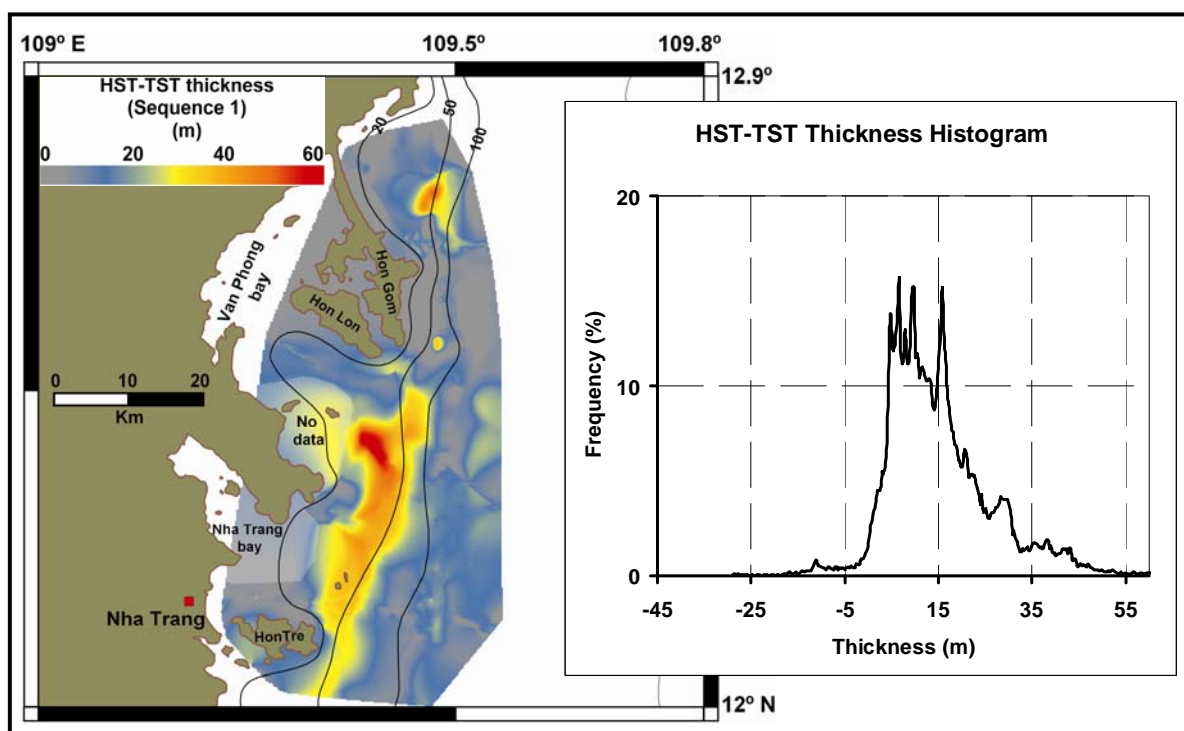 109º E
109.5º
109.8º
12.9º
HST-TST thickness
(Sequence 1)
(m)
0 20 40 60
20
50
100
Van Phong
bay
Hon Gom
Hon Lon
0 10 20
Km
No
data
Nha Trang
bay
Nha Trang
HonTre
12º N
HST-TST Thickness Histogram
Frequency (%)
20
10
0
-45 -25 -5 15 35 55
Thickness (m)